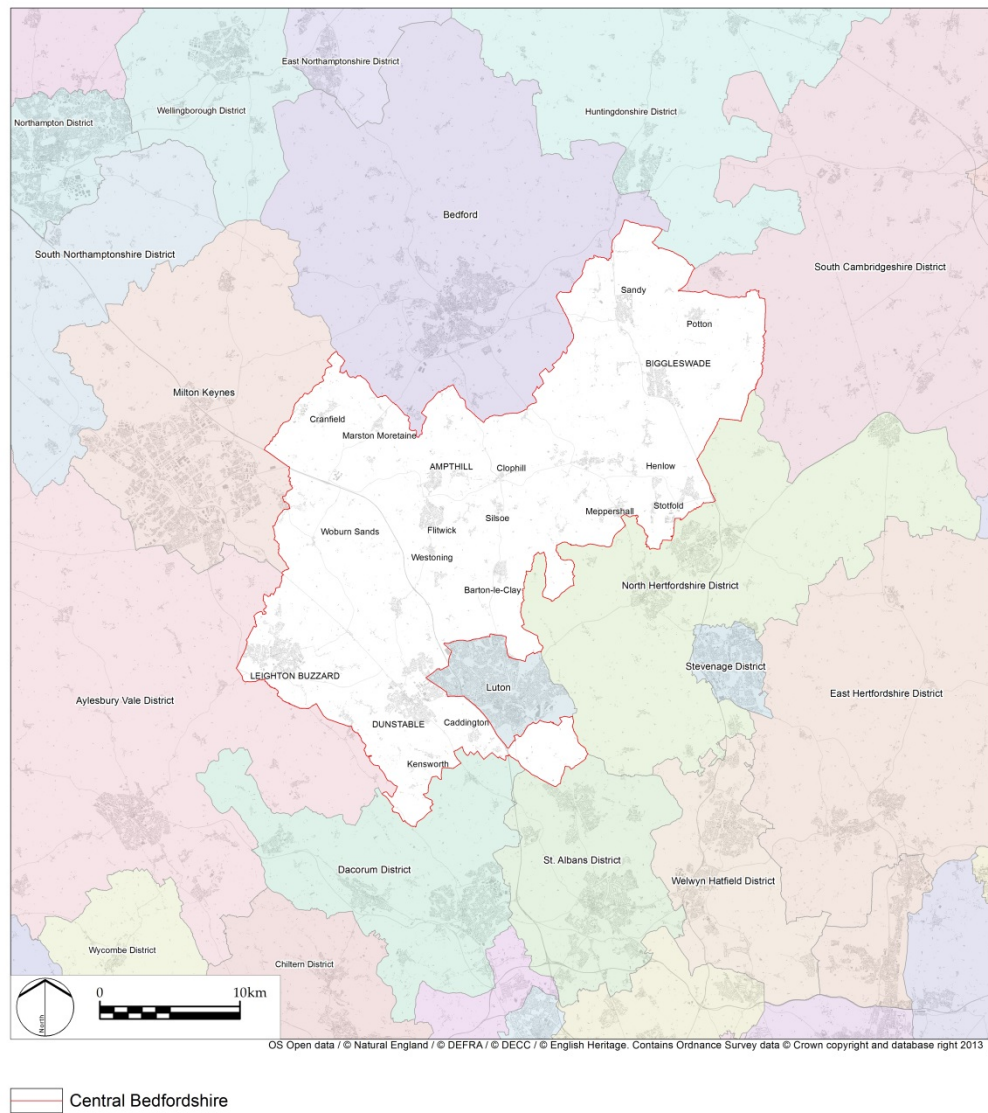 East Northamptonshire District
Wellingborough District
Huntingdonshire District
Northampton District
Bedford
South Northamptonshire District
South Cambridgeshire District
Sandy
Potton
BIGGLESWADE
Milton Keynes
Cranfield
Marston Moretaine
AMPTHILL
Clophill
Henlow
Stotfold
Meppershall
Silsoe
Woburn Sands
Flitwick
Westoning
North Hertfordshire District
Barton-le-Clay
Stevenage District
LEIGHTON BUZZARD
Luton
East Hertfordshire District
Aylesbury Vale District
DUNSTABLE
Caddington
Kensworth
St. Albans District
Dacorum District
Welwyn Hatfield District
Wycombe District
Chiltern District
North
0 10km
OS Open data / © Natural England / © DEFRA / © DECC / © English Heritage. Contains Ordnance Survey data © Crown copyright and database right 2013
Central Bedfordshire